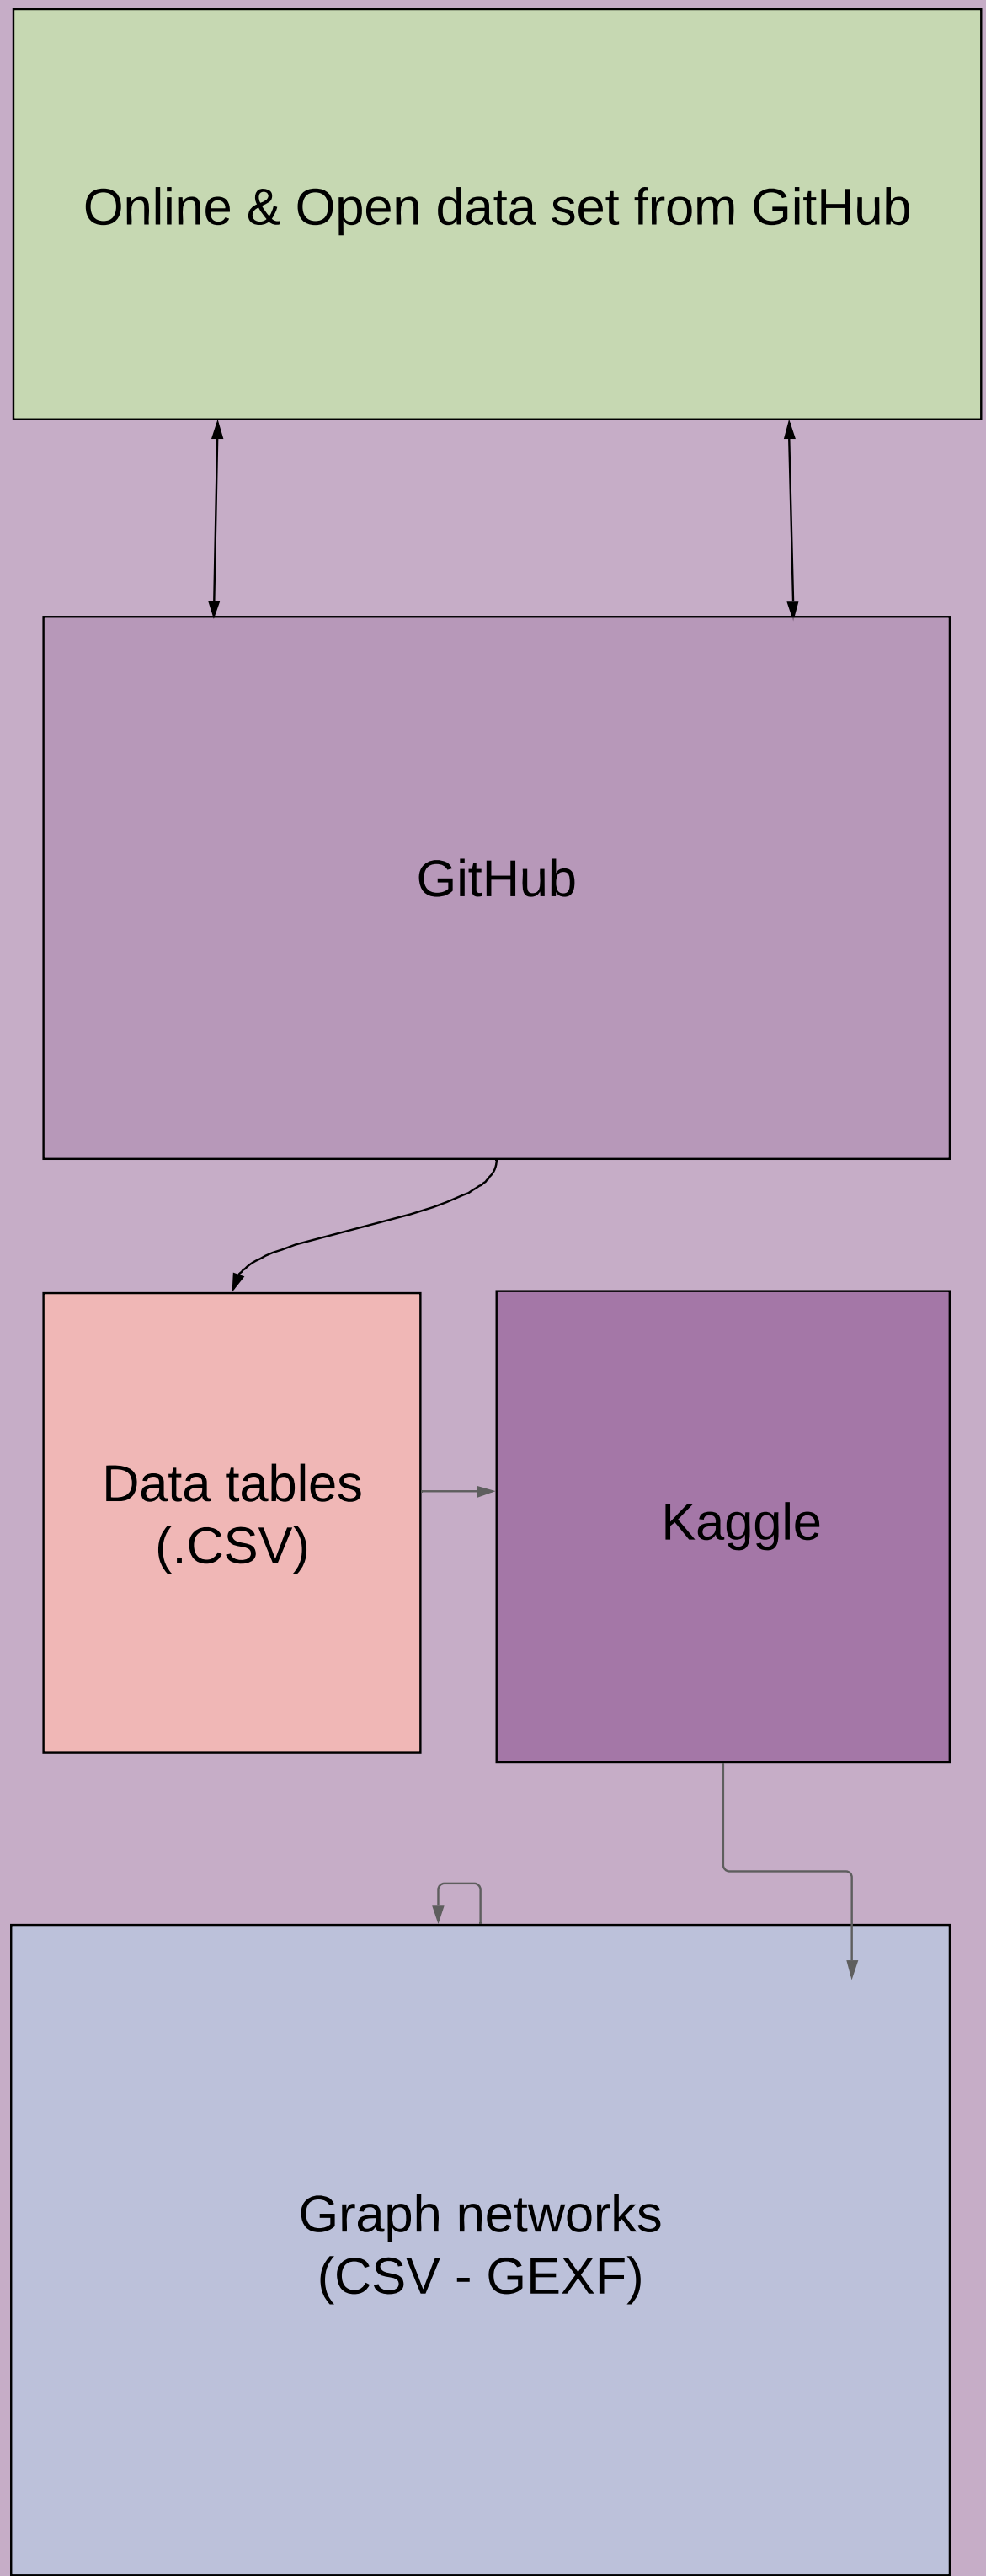 Online & Open data set from GitHub
GitHub
Data tables
(.CSV)
Kaggle
Graph networks
(CSV - GEXF)